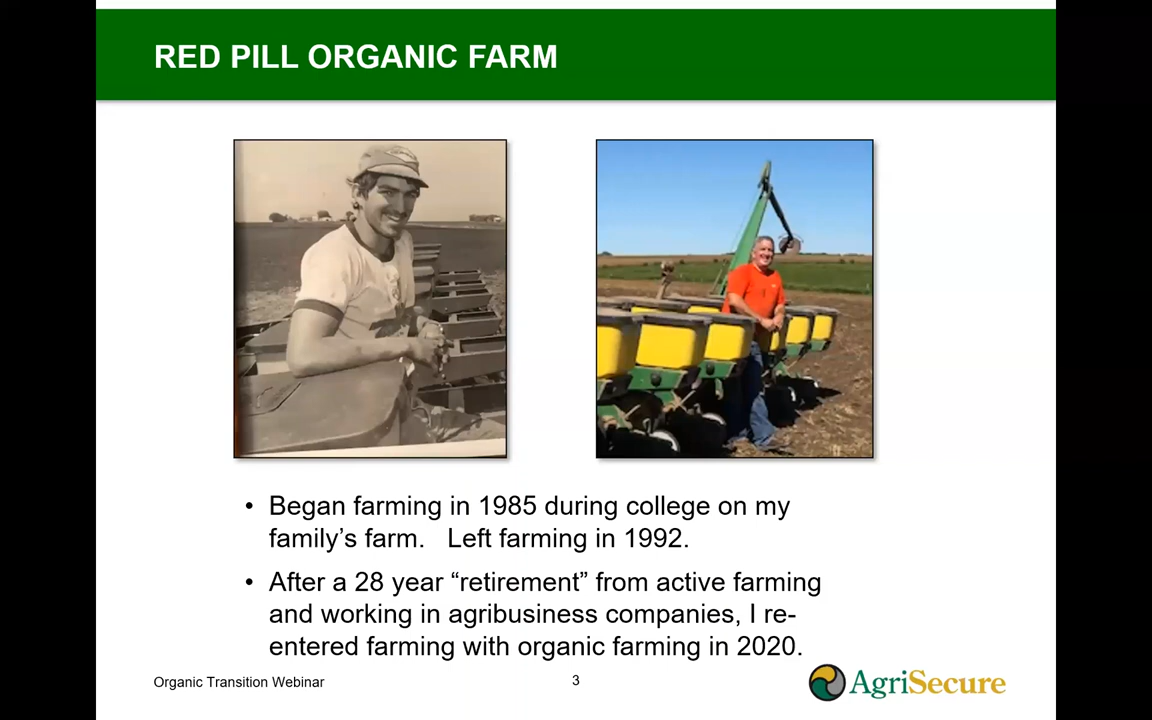 RED PILL ORGANIC FARM
• Began farming in 1985 during college on my
family’s farm.   Left farming in 1992.
• After a 28 year “retirement” from active farming
and working in agribusiness companies, I re-
entered farming with organic farming in 2020.
Organic Transition Webinar
3
AgriSecure